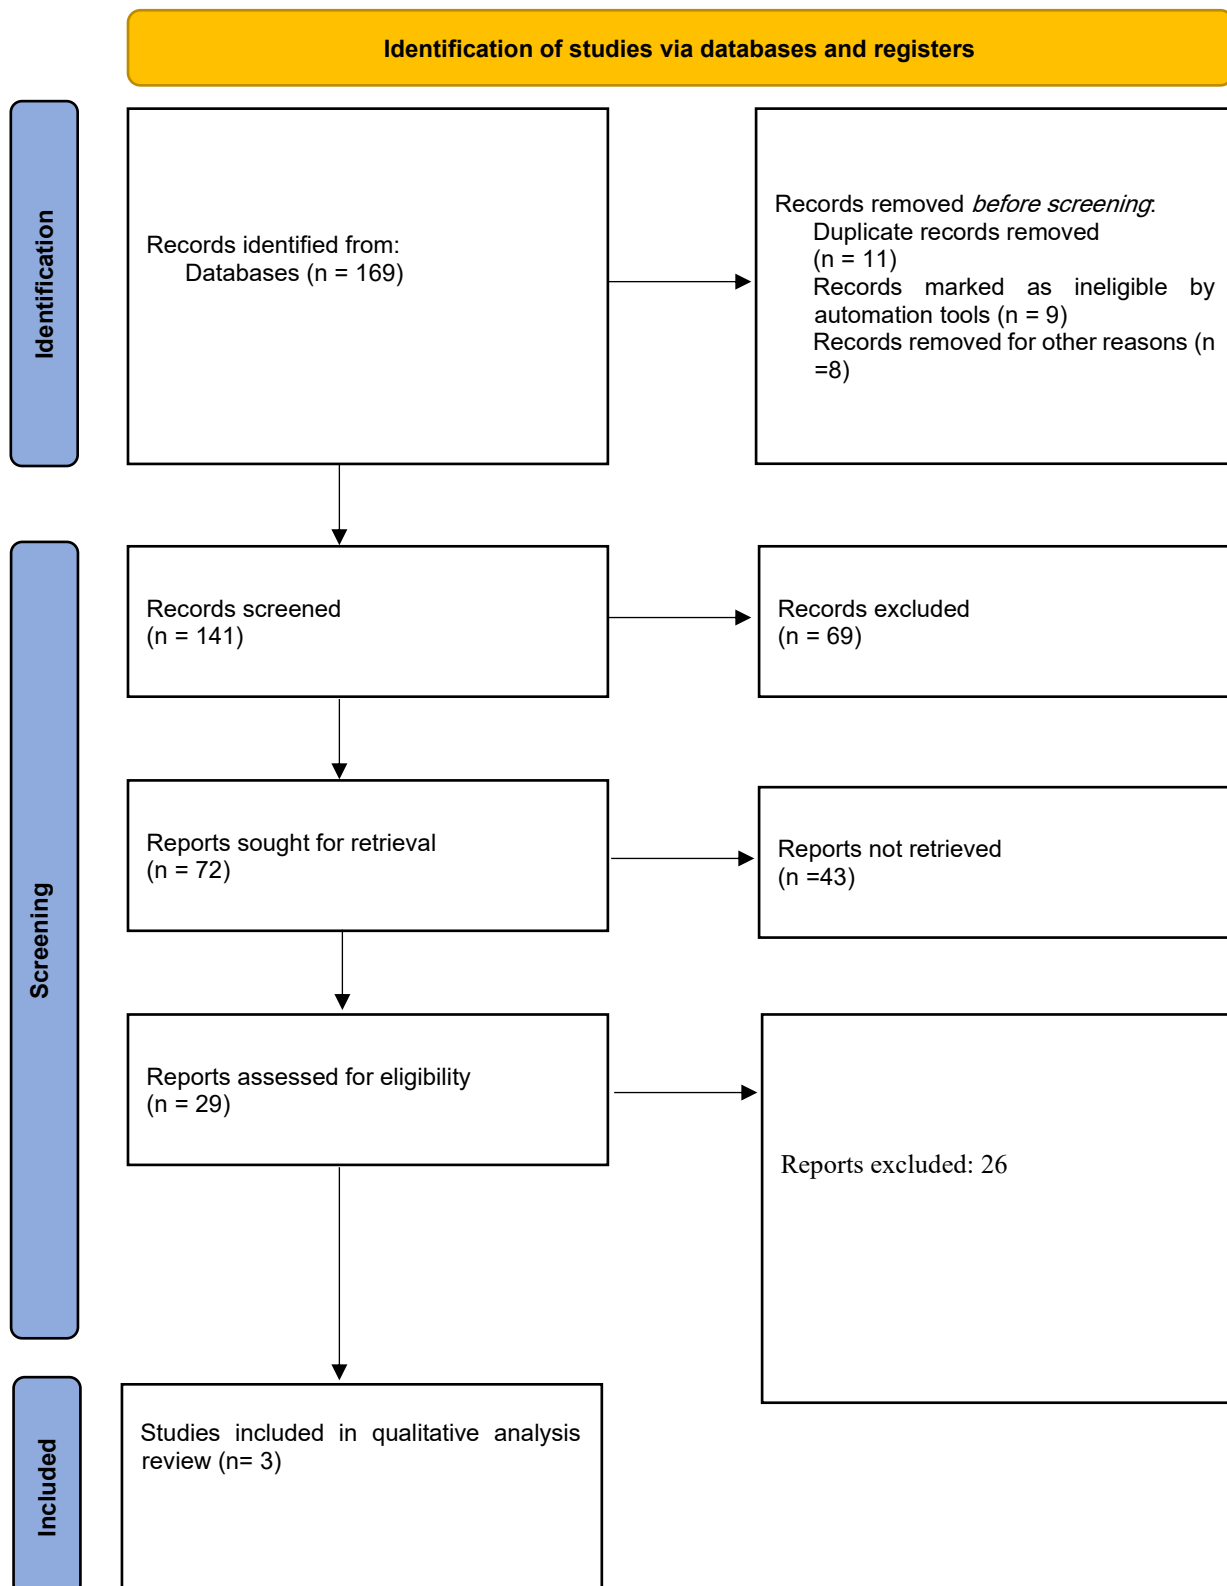 Identification of studies via databases and registers
Identification
Records identified from:
Databases (n = 169)
Records removed before screening:
Duplicate records removed
(n = 11)
Records marked as ineligible by
automation tools (n = 9)
Records removed for other reasons (n
=8)
Screening
Records screened
(n = 141)
Records excluded
(n = 69)
Reports sought for retrieval
(n = 72)
Reports not retrieved
(n =43)
Reports assessed for eligibility
(n = 29)
Reports excluded: 26
Included
Studies included in qualitative analysis
review (n= 3)